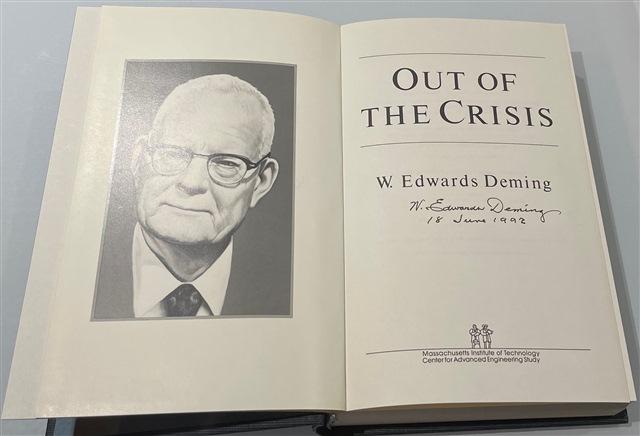 OUT OF
THE CRISIS
W. Edwards Deming
W. Edwards Deming
18 June 1992
Massachusetts Institute of Technology
Center for Advanced Engineering Study